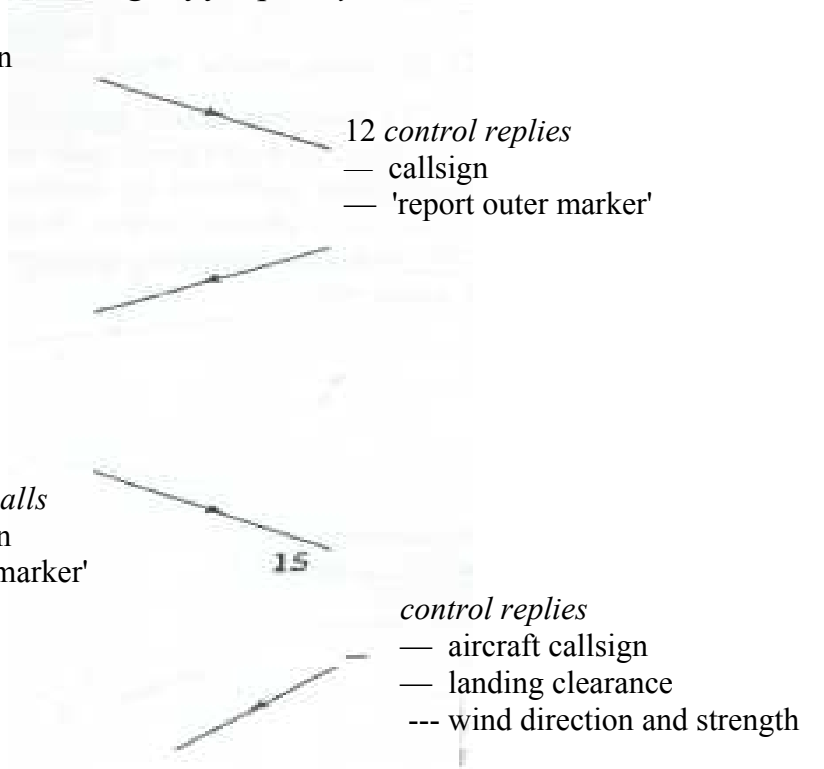 n
12 control replies
— callsign
— 'report outer marker'
alls
n
marker'
15
control replies
— aircraft callsign
— landing clearance
--- wind direction and strength